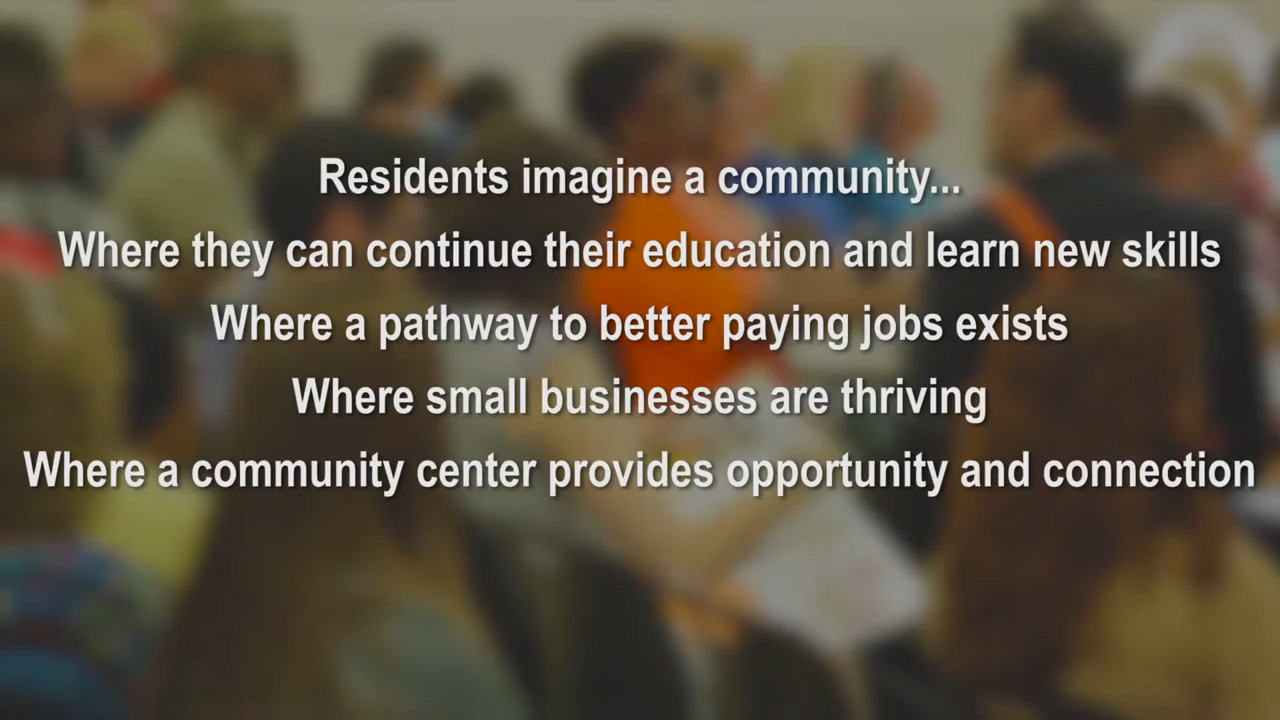 Residents imagine a community...
Where they can continue their education and learn new skills
Where a pathway to better paying jobs exists
Where small businesses are thriving
Where a community center provides opportunity and connection